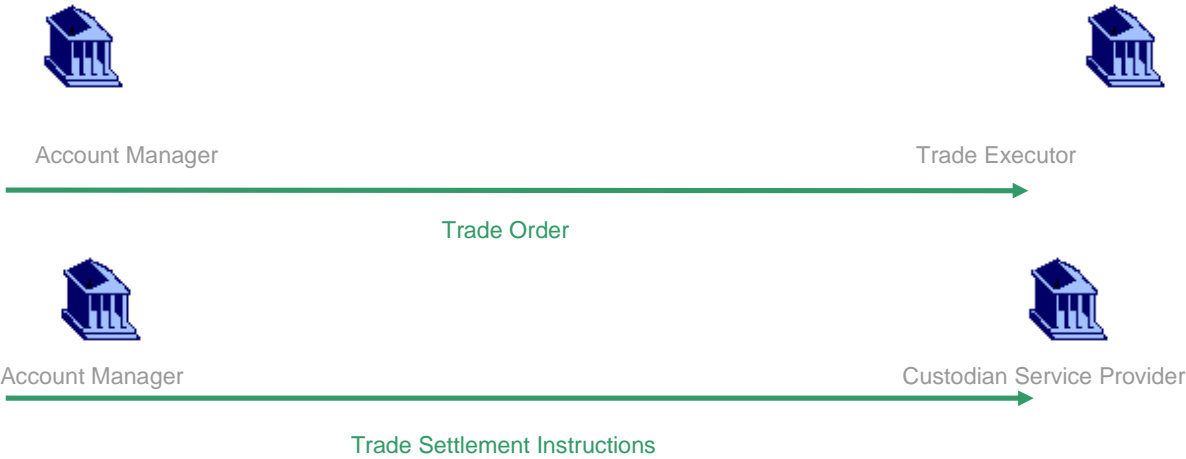 Account Manager
Trade Executor
Trade Order
Account Manager
Custodian Service Provider
Trade Settlement Instructions